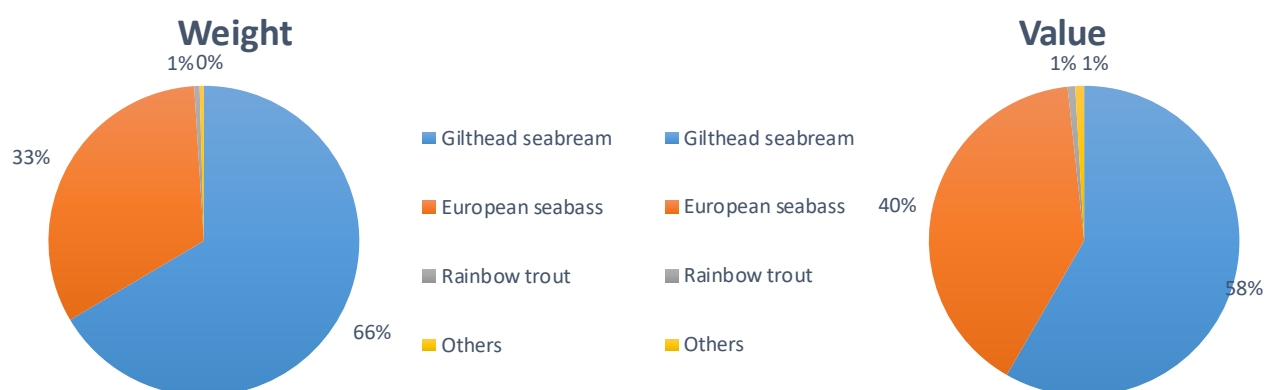 Weight
1% 0%
33%
66%
Gilthead seabream
European seabass
Rainbow trout
Others
Value
1% 1%
40%
58%
Gilthead seabream
European seabass
Rainbow trout
Others